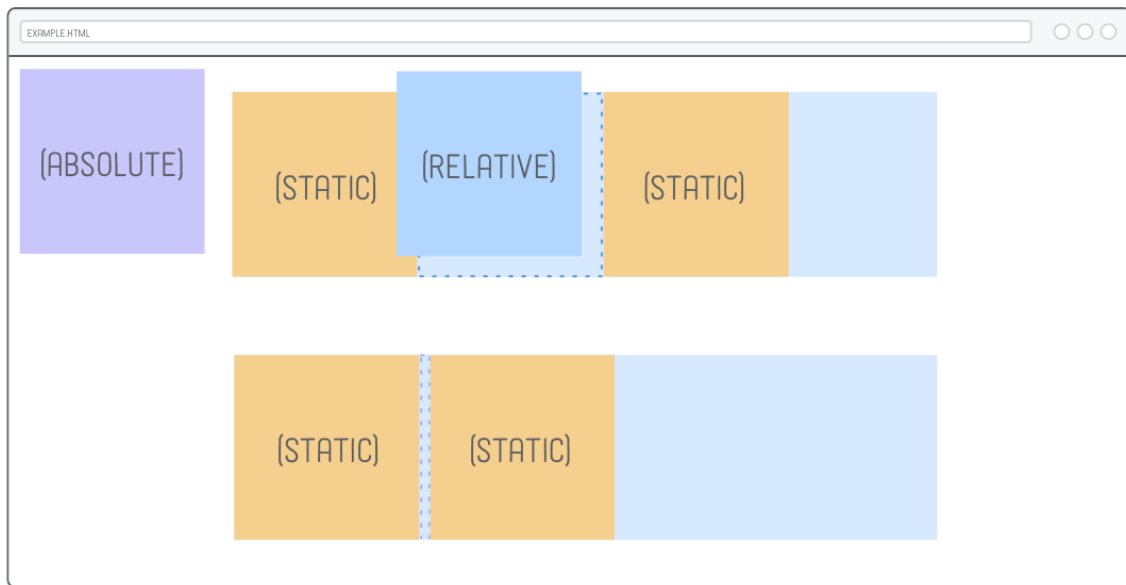 EXAMPLE.HTML
(ABSOLUTE)
(STATIC)
(RELATIVE)
(STATIC)
(STATIC)
(STATIC)